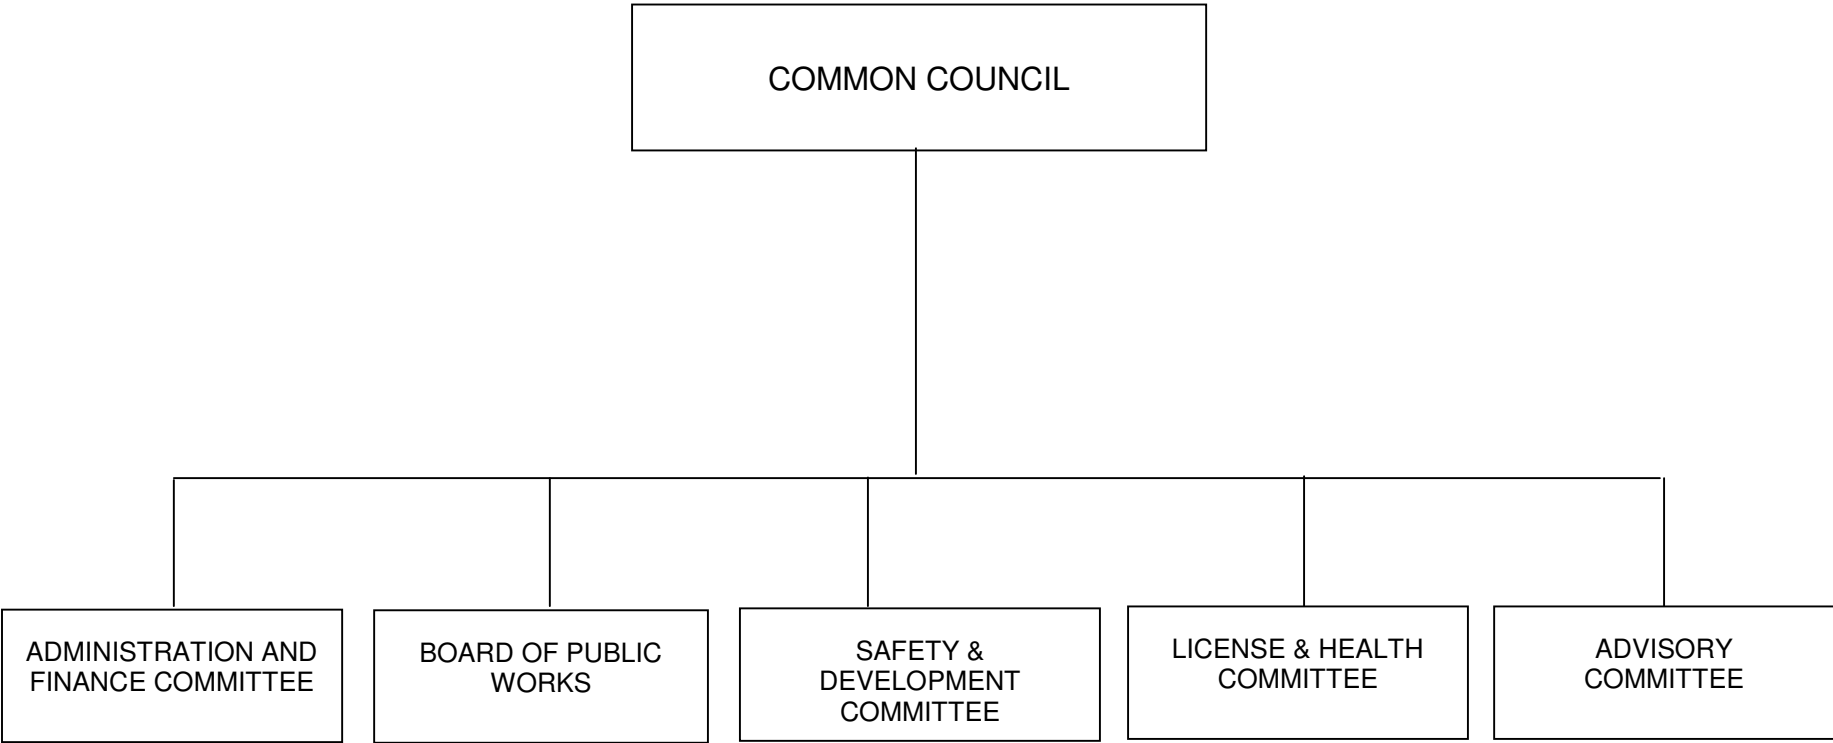 COMMON COUNCIL
ADMINISTRATION AND
FINANCE COMMITTEE
BOARD OF PUBLIC
WORKS
SAFETY &
DEVELOPMENT
COMMITTEE
LICENSE & HEALTH
COMMITTEE
ADVISORY
COMMITTEE